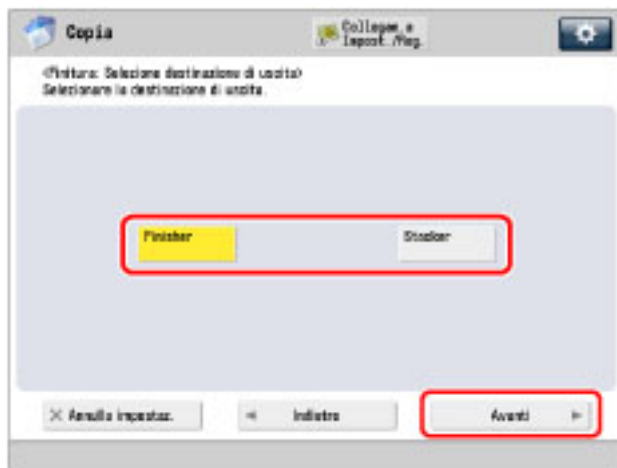 Copia
Collegam. a
Impost./Reg.
<Finitura: Selezione destinazione di uscita>
Selezionare la destinazione di uscita.
Finisher
Stacker
Annulla impostaz.
Indietro
Avanti